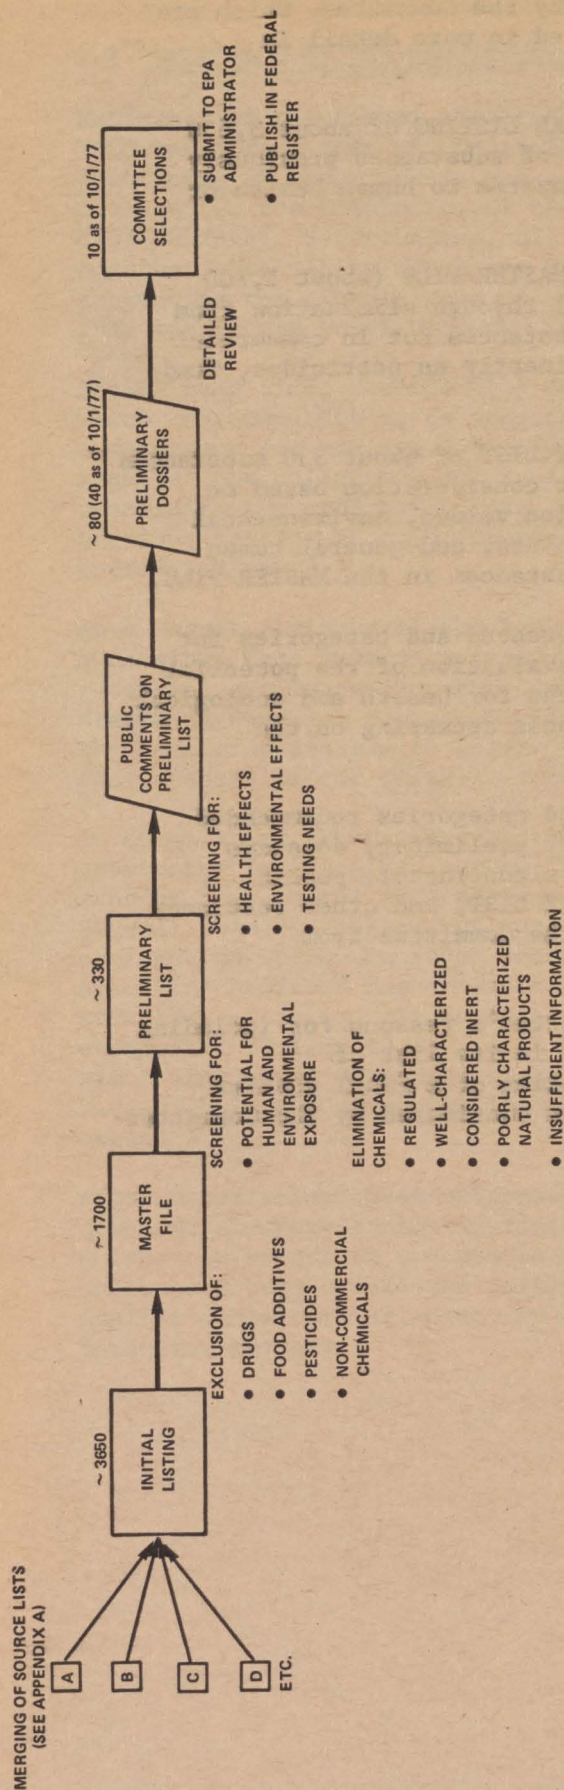 MERGING OF SOURCE LISTS
(SEE APPENDIX A)
A
B
C
D
ETC.
~ 3650
INITIAL
LISTING
EXCLUSION OF:
• DRUGS
• FOOD ADDITIVES
• PESTICIDES
• NON-COMMERCIAL
CHEMICALS
~ 1700
MASTER
FILE
SCREENING FOR:
• POTENTIAL FOR
HUMAN AND
ENVIRONMENTAL
EXPOSURE
ELIMINATION OF
CHEMICALS:
• REGULATED
• WELL-CHARACTERIZED
• CONSIDERED INERT
• POORLY CHARACTERIZED
NATURAL PRODUCTS
• INSUFFICIENT INFORMATION
~ 330
PRELIMINARY
LIST
SCREENING FOR:
• HEALTH EFFECTS
• ENVIRONMENTAL EFFECTS
• TESTING NEEDS
PUBLIC
COMMENTS ON
PRELIMINARY
LIST
~ 80 (40 as of 10/1/77)
PRELIMINARY
DOSSIERS
DETAILED
REVIEW
10 as of 10/1/77
COMMITTEE
SELECTIONS
• SUBMIT TO EPA
ADMINISTRATOR
• PUBLISH IN FEDERAL
REGISTER